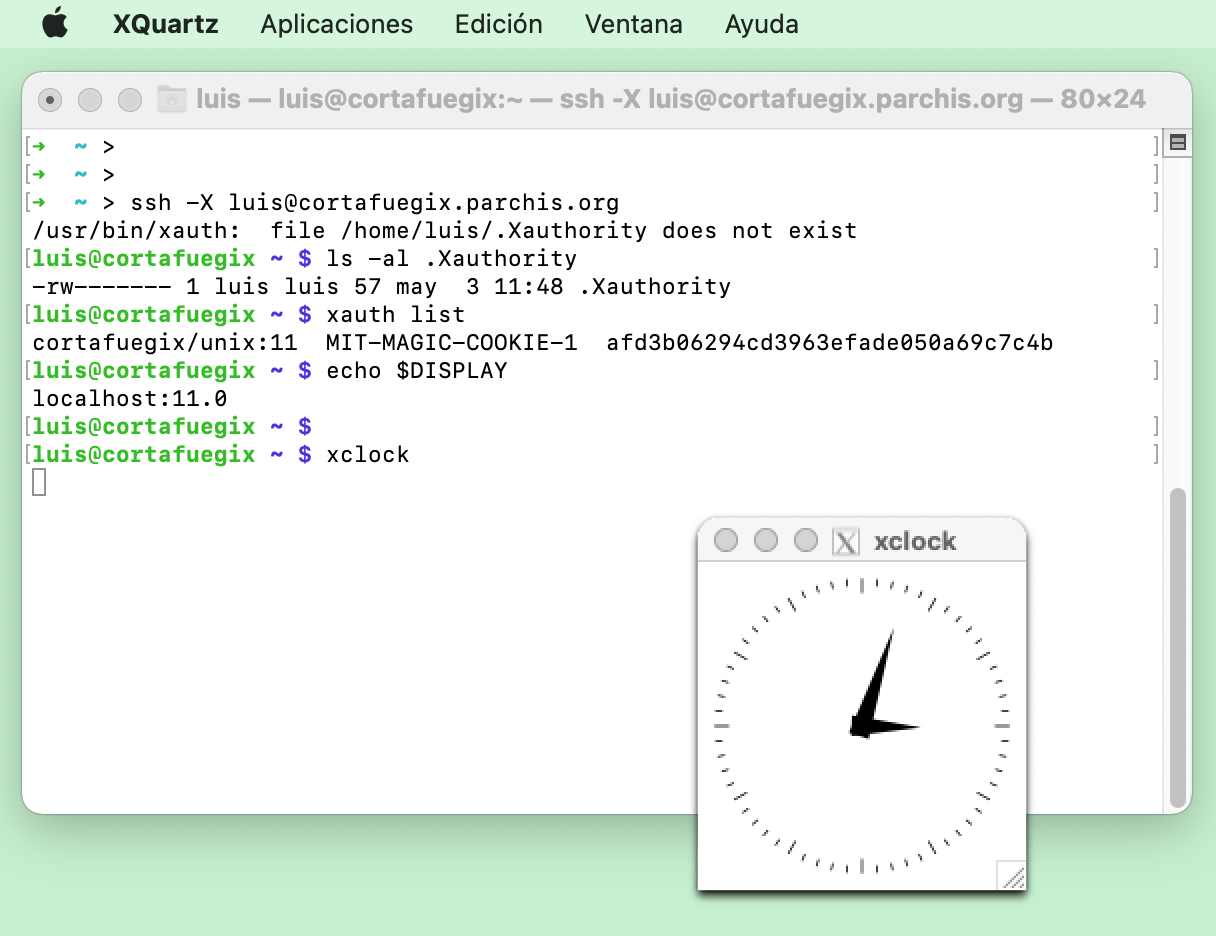 XQuartz Aplicaciones Edición Ventana Ayuda
luis — luis@cortafuegix:~ — ssh -X luis@cortafuegix.parchis.org — 80×24
[➜  ~ > ]
[➜  ~ > ]
[➜  ~ > ssh -X luis@cortafuegix.parchis.org ]
/usr/bin/xauth:  file /home/luis/.Xauthority does not exist
[luis@cortafuegix ~ $ ls -al .Xauthority ]
-rw------- 1 luis luis 57 may  3 11:48 .Xauthority
[luis@cortafuegix ~ $ xauth list ]
cortafuegix/unix:11  MIT-MAGIC-COOKIE-1  afd3b06294cd3963efade050a69c7c4b
[luis@cortafuegix ~ $ echo $DISPLAY ]
localhost:11.0
[luis@cortafuegix ~ $ ]
[luis@cortafuegix ~ $ xclock ]
X xclock